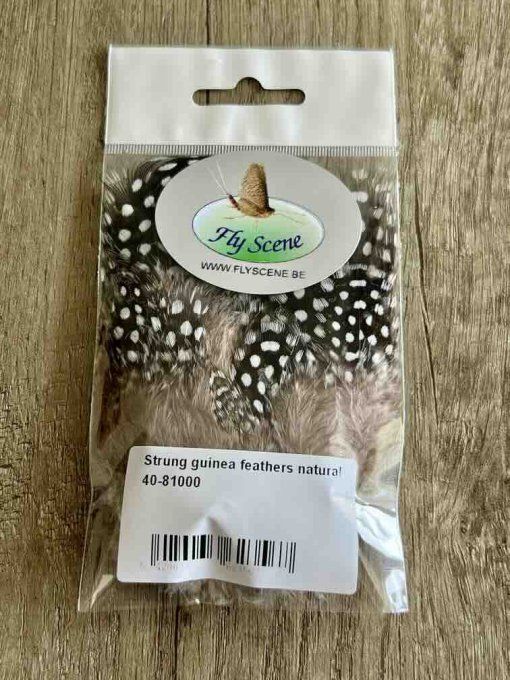 Fly Scene
WWW.FLYSCENE.BE
Strung guinea feathers natural
40-81000